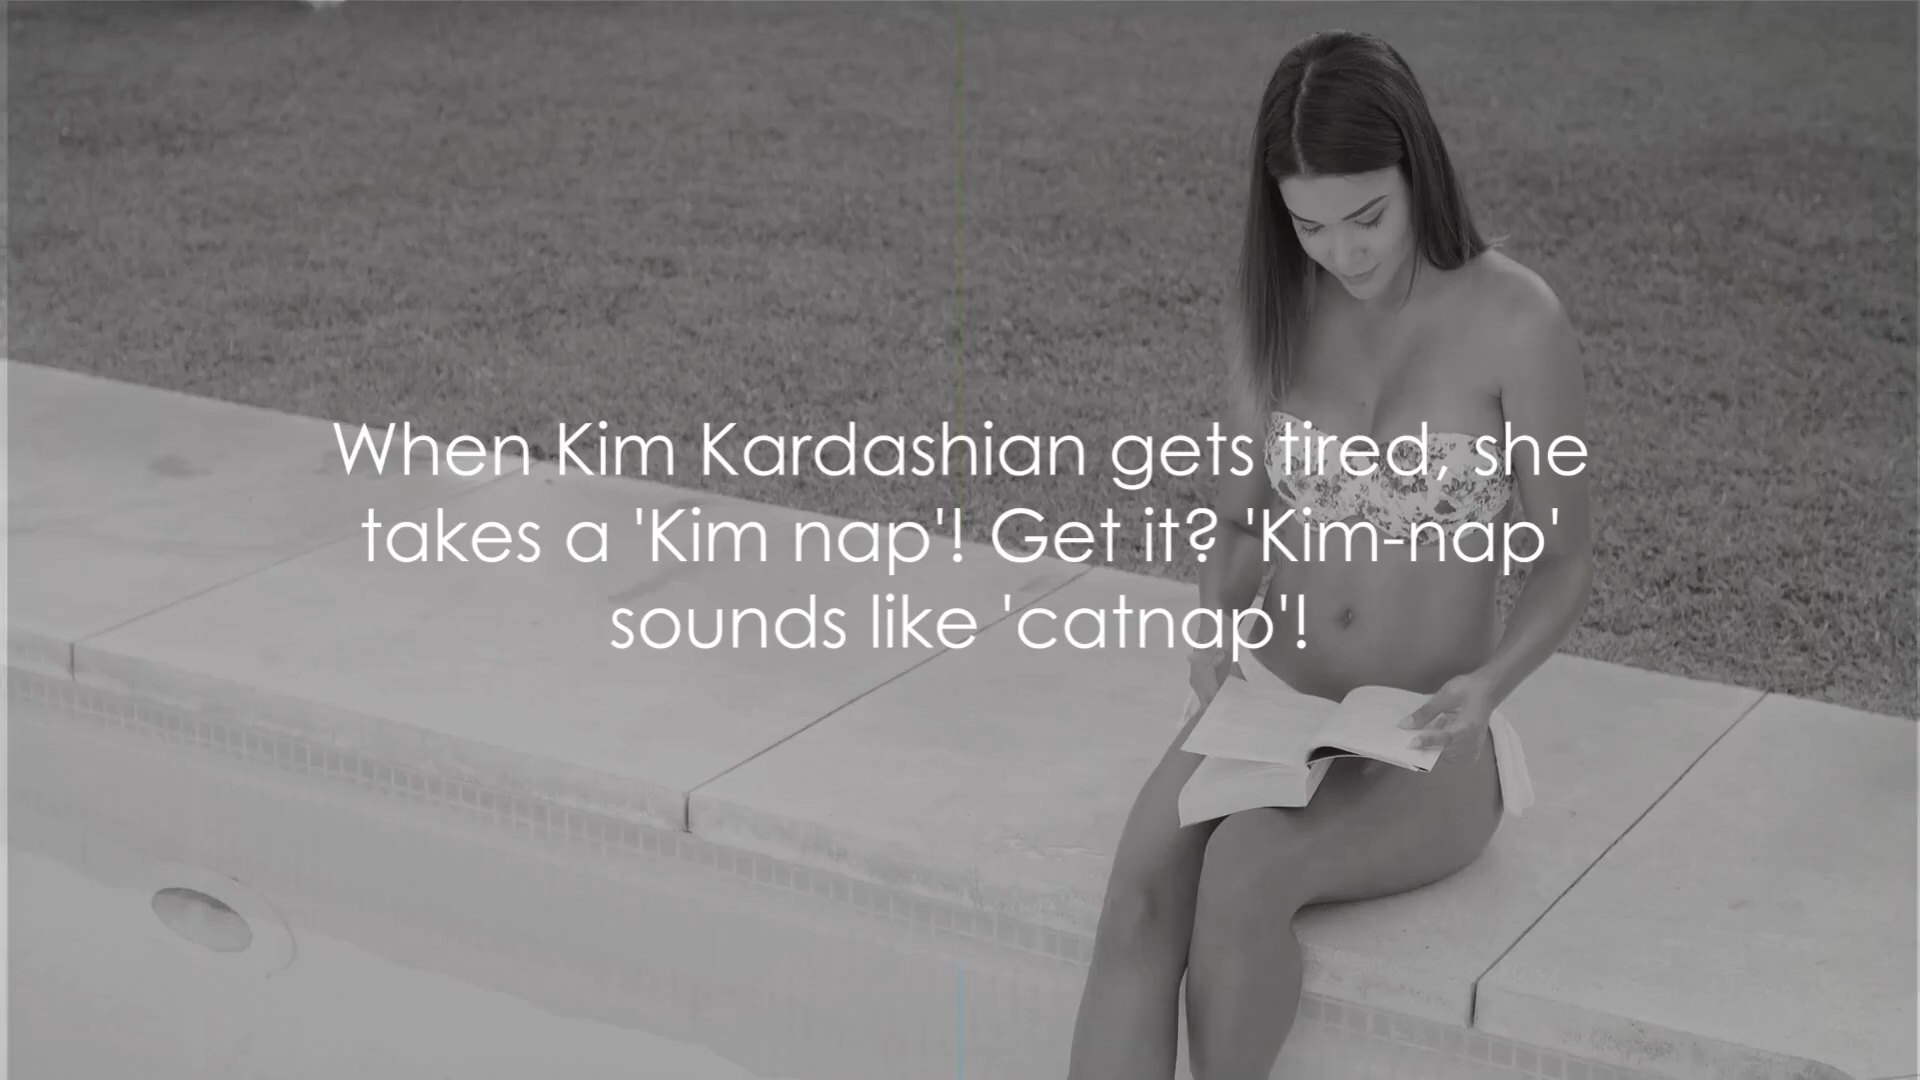 When Kim Kardashian gets tired, she
takes a 'Kim nap'! Get it? 'Kim-nap'
sounds like 'catnap'!